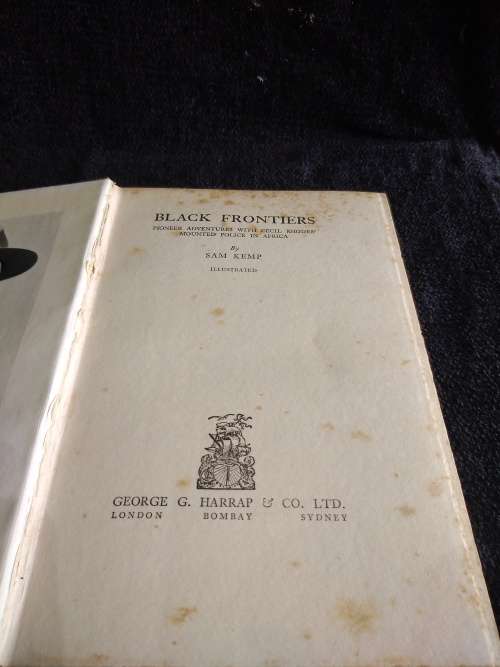 BLACK FRONTIERS
PIONEER ADVENTURES WITH CECIL RHODES'
MOUNTED POLICE IN AFRICA
By
SAM KEMP
ILLUSTRATED
GEORGE G. HARRAP & CO. LTD.
LONDON BOMBAY SYDNEY